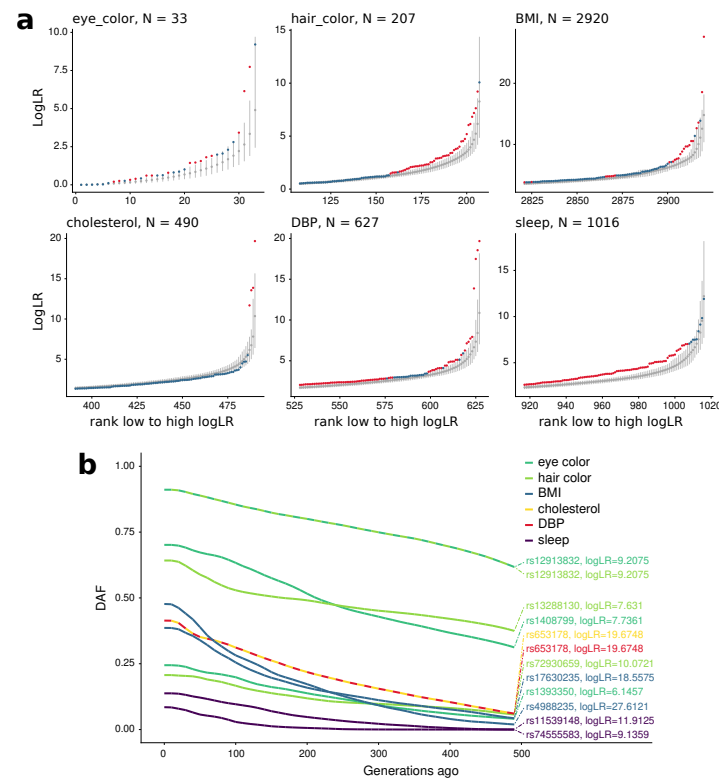 a
eye_color, N = 33
hair_color, N = 207
BMI, N = 2920
LogLR
10.0
7.5
5.0
2.5
0.0
0
10
20
30
15
10
5
0
125
150
175
200
20
10
2825
2850
2875
2900
cholesterol, N = 490
DBP, N = 627
sleep, N = 1016
LogLR
20
15
10
5
400
425
450
475
rank low to high logLR
20
15
10
5
525
550
575
600
625
rank low to high logLR
15
10
5
920
940
960
980
1000
1020
rank low to high logLR
b
DAF
1.00
0.75
0.50
0.25
0.00
0
100
200
300
400
500
Generations ago
eye color
hair color
BMI
cholesterol
DBP
sleep
rs12913832, logLR=9.2075
rs12913832, logLR=9.2075
rs13288130, logLR=7.631
rs1408799, logLR=7.7361
rs653178, logLR=19.6748
rs653178, logLR=19.6748
rs72930659, logLR=10.0721
rs17630235, logLR=18.5575
rs1393350, logLR=6.1457
rs4988235, logLR=27.6121
rs11539148, logLR=11.9125
rs74555583, logLR=9.1359